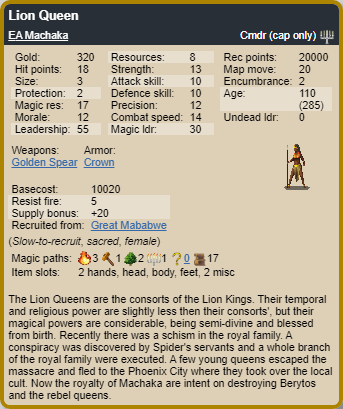 Lion Queen
EA Machaka Cmdr (cap only)
Gold: 320 Resources: 8 Rec points: 20000
Hit points: 18 Strength: 13 Map move: 20
Size: 3 Attack skill: 10 Encumbrance: 2
Protection: 2 Defence skill: 10 Age: 110
Magic res: 17 Precision: 12 (285)
Morale: 12 Combat speed: 14 Undead ldr: 0
Leadership: 55 Magic ldr: 30
Weapons: Armor:
Golden Spear Crown
Basecost: 10020
Resist fire: 5
Supply bonus: +20
Recruited from: Great Mababwe
(Slow-to-recruit, sacred, female)
Magic paths: 3 1 2 1 0 17
Item slots: 2 hands, head, body, feet, 2 misc
The Lion Queens are the consorts of the Lion Kings. Their temporal
and religious power are slightly less then their consorts', but their
magical powers are considerable, being semi-divine and blessed
from birth. Recently there was a schism in the royal family. A
conspiracy was discovered by Spider's servants and a whole branch
of the royal family were executed. A few young queens escaped the
massacre and fled to the Phoenix City where they took over the local
cult. Now the royalty of Machaka are intent on destroying Berytos
and the rebel queens.